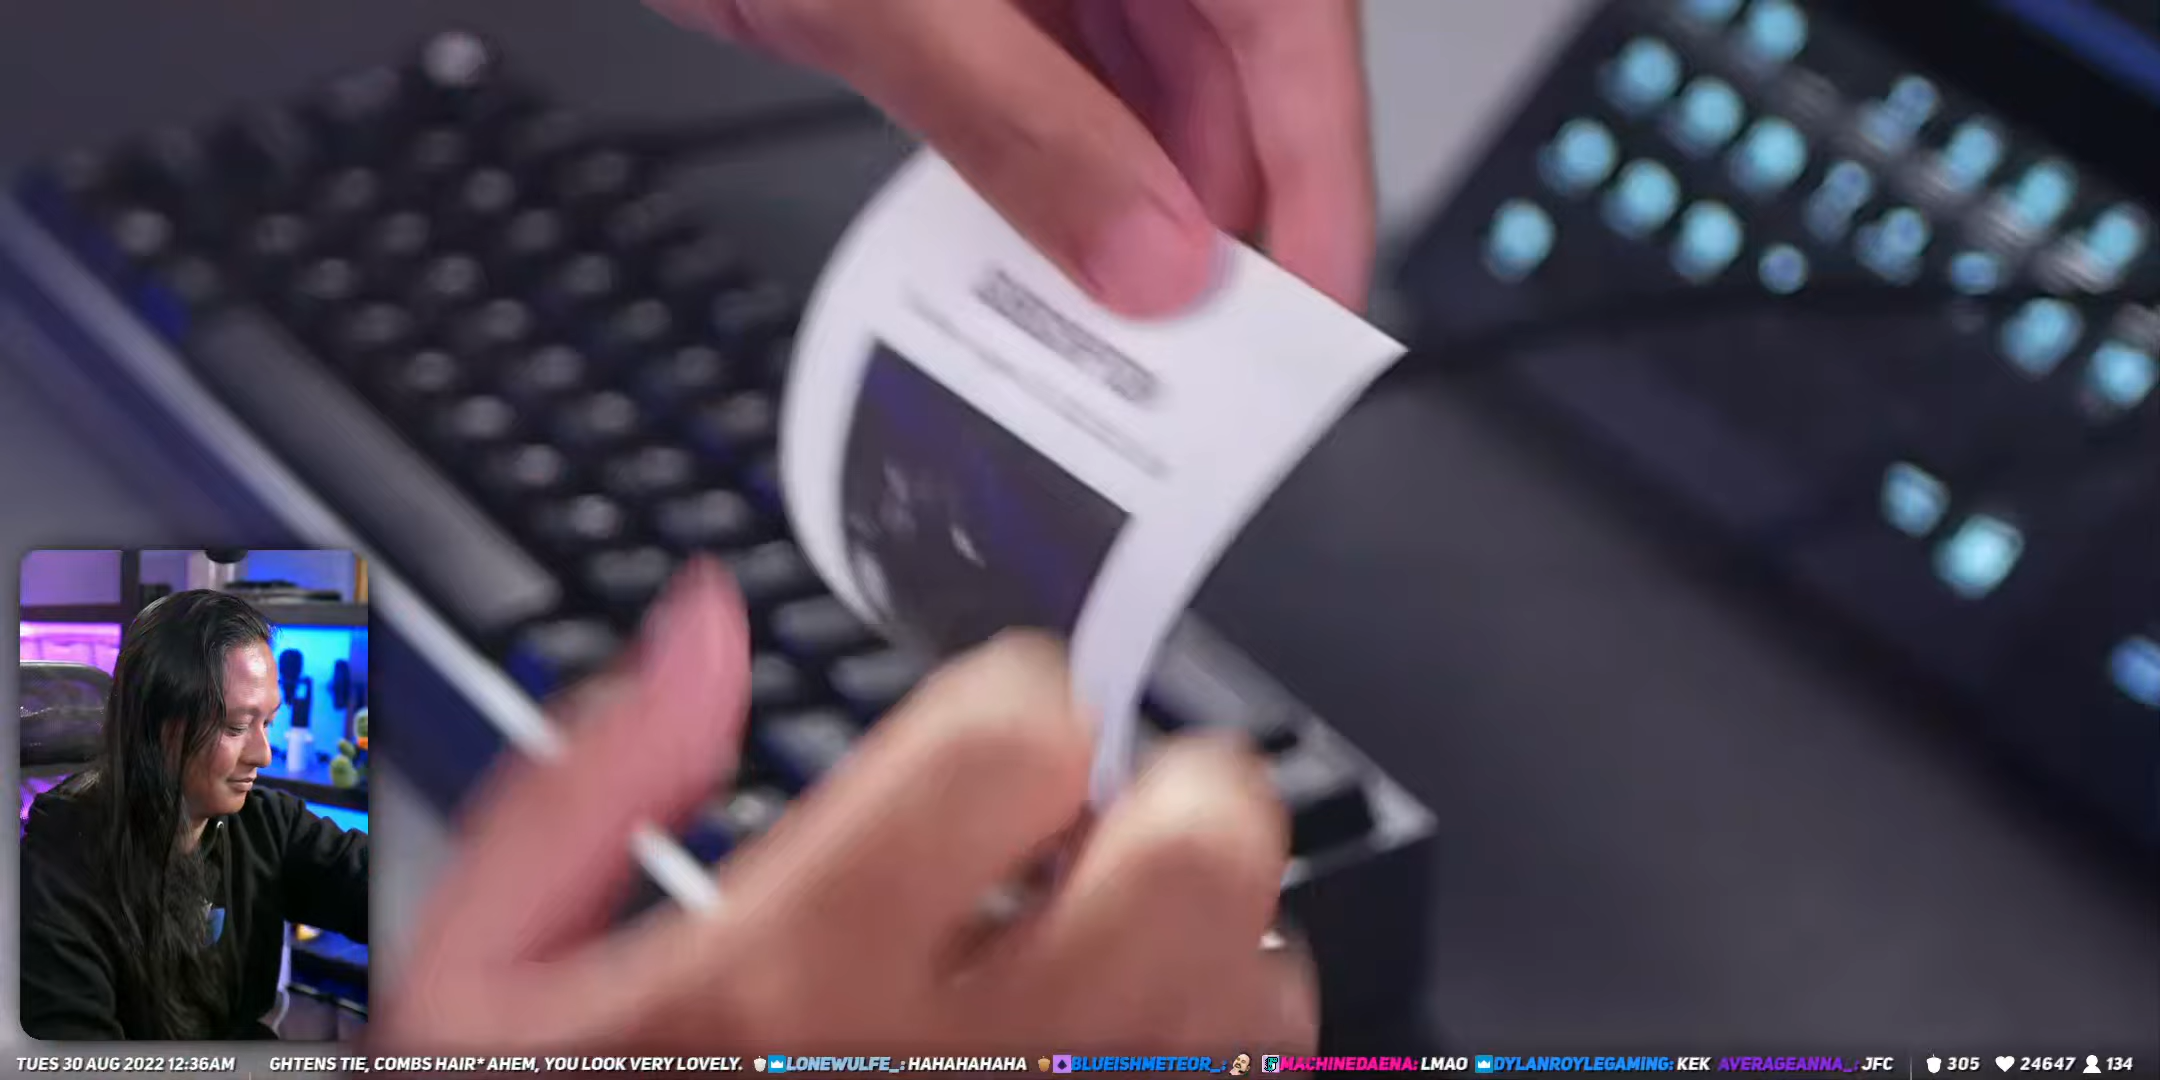 TUES 30 AUG 2022 12:36AM GHTENS TIE, COMBS HAIR* AHEM, YOU LOOK VERY LOVELY. LONEWULFE_: HAHAHAHAHA BLUEISHMETEOR_: MACHINEDAENA: LMAO DYLANROYLEGAMING: KEK AVERAGEANNA_: JFC 305 24647 134